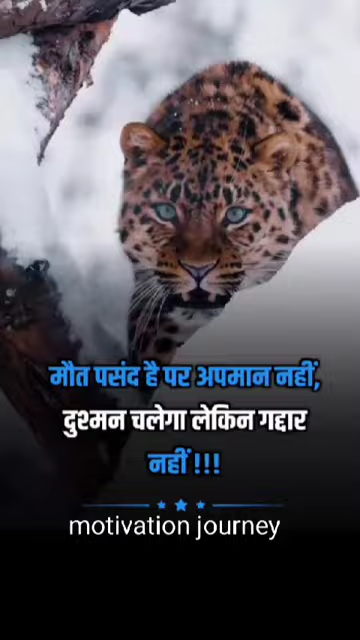 मौत पसंद है पर अपमान नहीं,
दुश्मन चलेगा लेकिन गद्दार
नहीं !!!
motivation journey